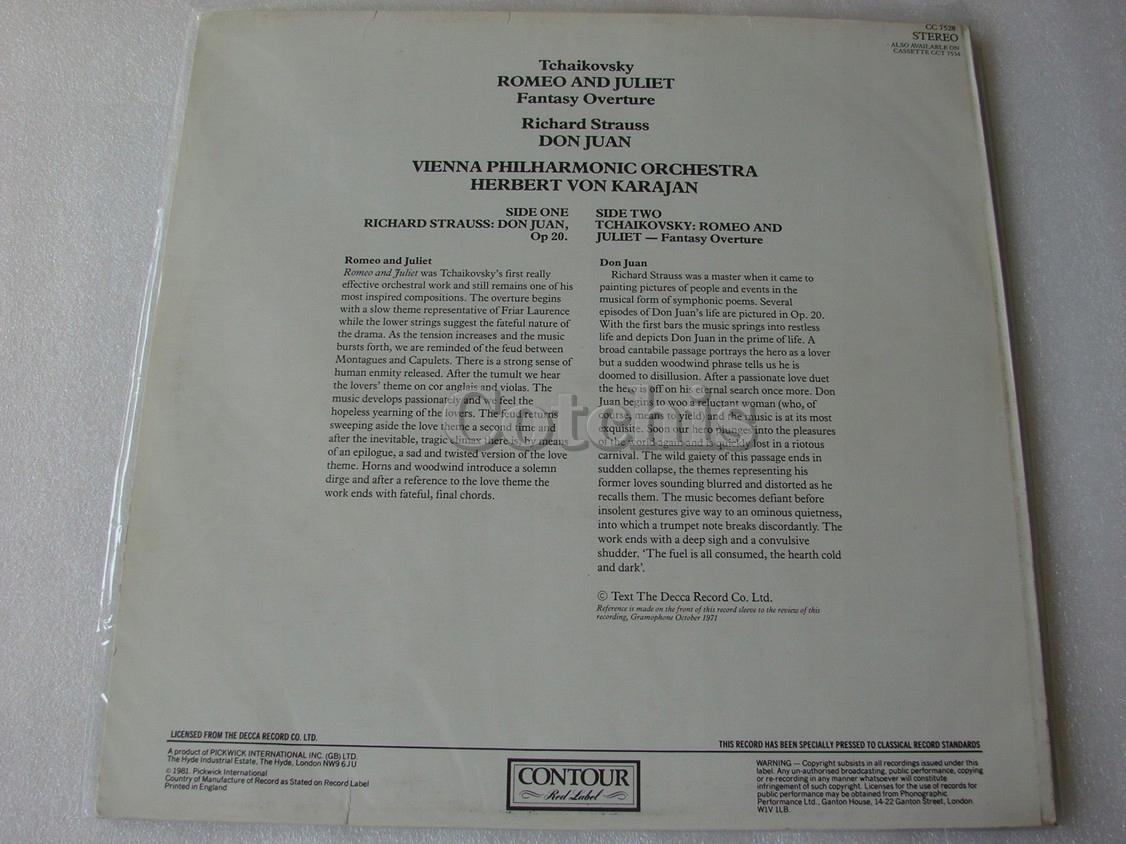 CC 7528
STEREO
ALSO AVAILABLE ON
CASSETTE CCT 7514
Tchaikovsky
ROMEO AND JULIET
Fantasy Overture
Richard Strauss
DON JUAN
VIENNA PHILHARMONIC ORCHESTRA
HERBERT VON KARAJAN
SIDE ONE
RICHARD STRAUSS: DON JUAN,
Op 20.
SIDE TWO
TCHAIKOVSKY: ROMEO AND
JULIET — Fantasy Overture
Romeo and Juliet
Romeo and Juliet was Tchaikovsky's first really
effective orchestral work and still remains one of his
most inspired compositions. The overture begins
with a slow theme representative of Friar Laurence
while the lower strings suggest the fateful nature of
the drama. As the tension increases and the music
bursts forth, we are reminded of the feud between
Montagues and Capulets. There is a strong sense of
human enmity released. After the tumult we hear
the lovers' theme on cor anglais and violas. The
music develops passionately and we feel the
hopeless yearning of the lovers. The feud returns
sweeping aside the love theme a second time and
after the inevitable, tragic climax there is, by means
of an epilogue, a sad and twisted version of the love
theme. Horns and woodwind introduce a solemn
dirge and after a reference to the love theme the
work ends with fateful, final chords.
Don Juan
Richard Strauss was a master when it came to
painting pictures of people and events in the
musical form of symphonic poems. Several
episodes of Don Juan's life are pictured in Op. 20.
With the first bars the music springs into restless
life and depicts Don Juan in the prime of life. A
broad cantabile passage portrays the hero as a lover
but a sudden woodwind phrase tells us he is
doomed to disillusion. After a passionate love duet
the hero is off on his eternal search once more. Don
Juan begins to woo a reluctant woman (who, of
course, means to yield) and the music is at its most
exquisite. Soon our hero plunges into the pleasures
of the world again and is quickly lost in a riotous
carnival. The wild gaiety of this passage ends in
sudden collapse, the themes representing his
former loves sounding blurred and distorted as he
recalls them. The music becomes defiant before
insolent gestures give way to an ominous quietness,
into which a trumpet note breaks discordantly. The
work ends with a deep sigh and a convulsive
shudder. 'The fuel is all consumed, the hearth cold
and dark'.
© Text The Decca Record Co. Ltd.
Reference is made on the front of this record sleeve to the review of this
recording, Gramophone October 1971
Cotchis
LICENSED FROM THE DECCA RECORD CO. LTD.
THIS RECORD HAS BEEN SPECIALLY PRESSED TO CLASSICAL RECORD STANDARDS
A product of PICKWICK INTERNATIONAL INC. (GB) LTD.
The Hyde Industrial Estate, The Hyde, London NW9 6JU
© 1981. Pickwick International
Country of Manufacture of Record as Stated on Record Label
Printed in England
CONTOUR
Red Label
WARNING — Copyright subsists in all recordings issued under this
label. Any un-authorised broadcasting, public performance, copying
or re-recording in any manner whatsoever will constitute
infringement of such copyright. Licenses for the use of records for
public performance may be obtained from Phonographic
Performance Ltd., Ganton House, 14-22 Ganton Street, London
W1V 1LB.